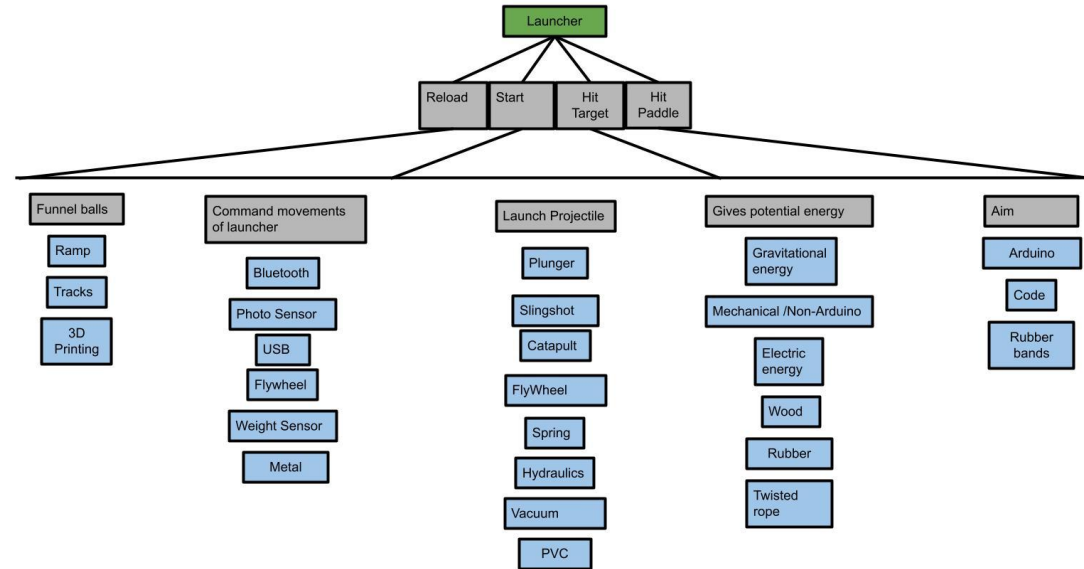 Launcher
Reload
Start
Hit
Target
Hit
Paddle
Funnel balls
Ramp
Tracks
3D
Printing
Command movements
of launcher
Bluetooth
Photo Sensor
USB
Flywheel
Weight Sensor
Metal
Launch Projectile
Plunger
Slingshot
Catapult
FlyWheel
Spring
Hydraulics
Vacuum
PVC
Gives potential energy
Gravitational
energy
Mechanical /Non-Arduino
Electric
energy
Wood
Rubber
Twisted
rope
Aim
Arduino
Code
Rubber
bands